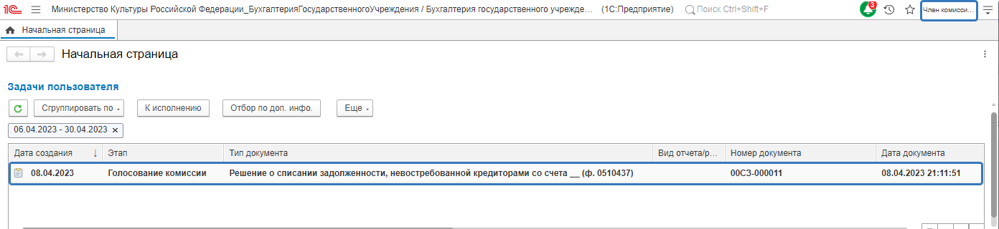 1С Министерство Культуры Российской Федерации_БухгалтерияГосударственногоУчреждения / Бухгалтерия государственного учрежде... (1С:Предприятие) Поиск Ctrl+Shift+F 3 Член комисси...
Начальная страница
Начальная страница
Задачи пользователя
Сгруппировать по К исполнению Отбор по доп. инфо. Еще
06.04.2023 - 30.04.2023 ×
Дата создания ↓ Этап Тип документа Вид отчета/р... Номер документа Дата документа
08.04.2023 Голосование комиссии Решение о списании задолженности, невостребованной кредиторами со счета __ (ф. 0510437) 00СЗ-000011 08.04.2023 21:11:51